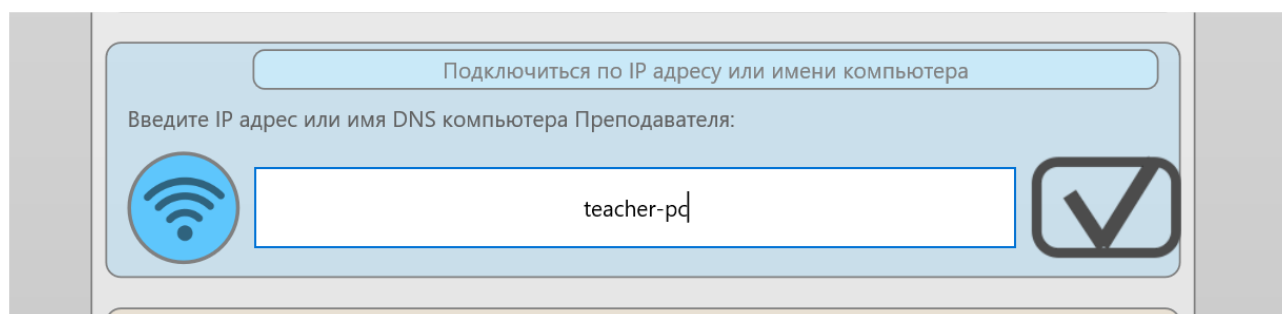 Подключиться по IP адресу или имени компьютера
Введите IP адрес или имя DNS компьютера Преподавателя:
teacher-pc